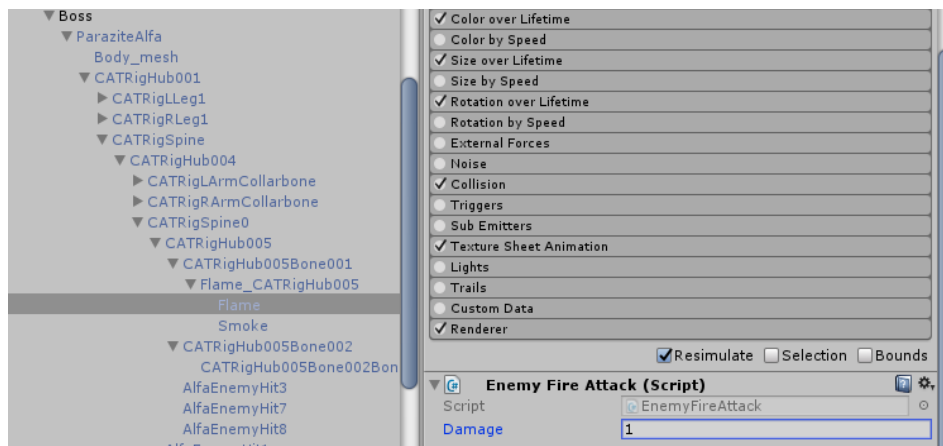 Boss
ParaziteAlfa
Body_mesh
CATRigHub001
CATRigLLeg1
CATRigRLeg1
CATRigSpine
CATRigHub004
CATRigLArmCollarbone
CATRigRArmCollarbone
CATRigSpine0
CATRigHub005
CATRigHub005Bone001
Flame_CATRigHub005
Flame
Smoke
CATRigHub005Bone002
CATRigHub005Bone002Bon
AlfaEnemyHit3
AlfaEnemyHit7
AlfaEnemyHit8
Color over Lifetime
Color by Speed
Size over Lifetime
Size by Speed
Rotation over Lifetime
Rotation by Speed
External Forces
Noise
Collision
Triggers
Sub Emitters
Texture Sheet Animation
Lights
Trails
Custom Data
Renderer
Resimulate Selection Bounds
Enemy Fire Attack (Script)
Script EnemyFireAttack
Damage 1